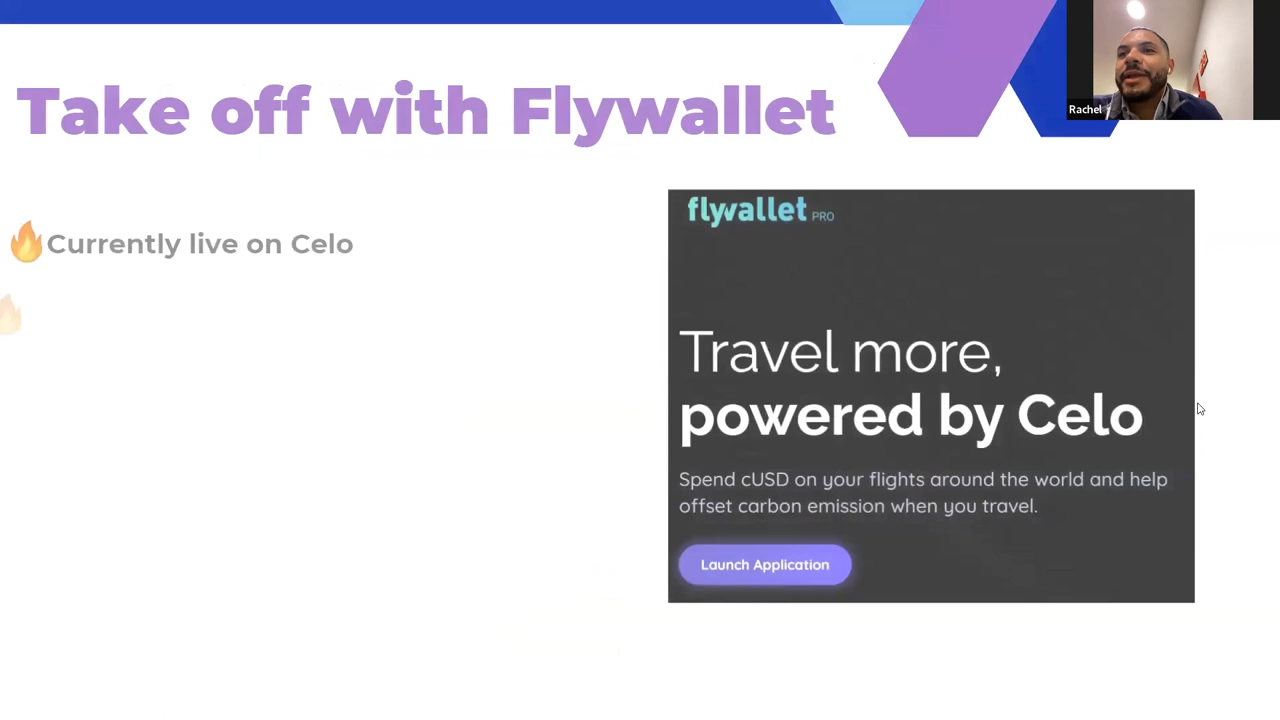 Take off with Flywallet
Rachel
🔥Currently live on Celo
flywallet PRO
Travel more,
powered by Celo
Spend cUSD on your flights around the world and help
offset carbon emission when you travel.
Launch Application